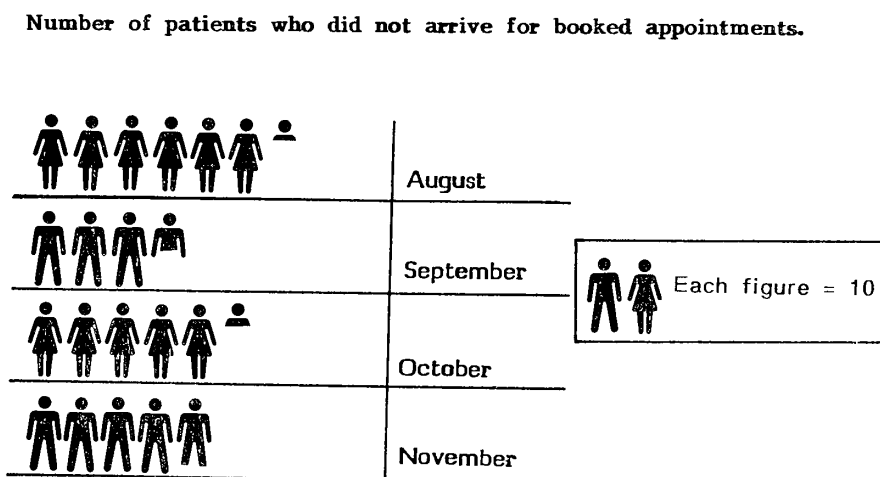 Number of patients who did not arrive for booked appointments.
August
September
Each figure = 10
October
November